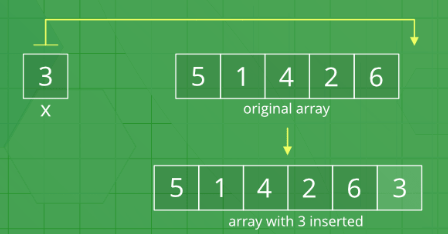 3
x
5 1 4 2 6
original array
5 1 4 2 6 3
array with 3 inserted